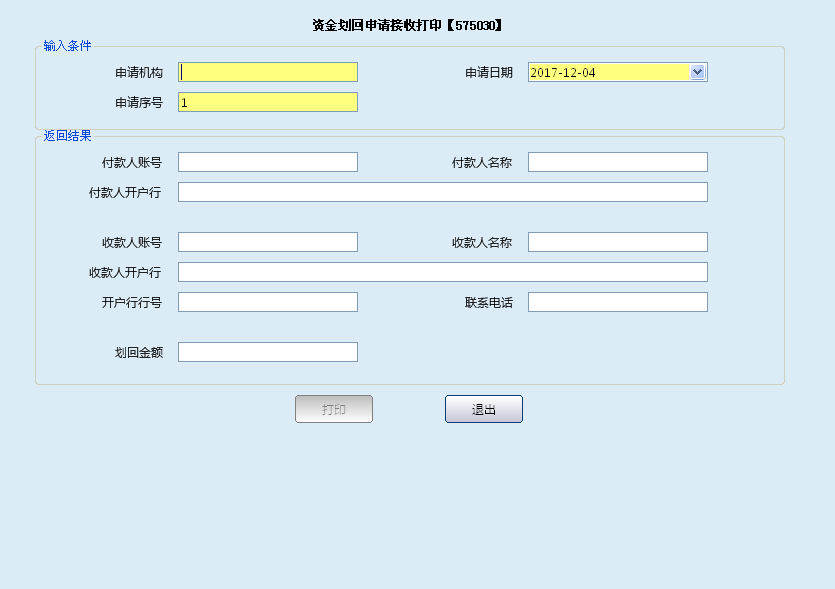 资金划回申请接收打印【575030】
输入条件
申请机构 申请日期 2017-12-04
申请序号 1
返回结果
付款人账号 付款人名称
付款人开户行
收款人账号 收款人名称
收款人开户行
开户行行号 联系电话
划回金额
打印 退出